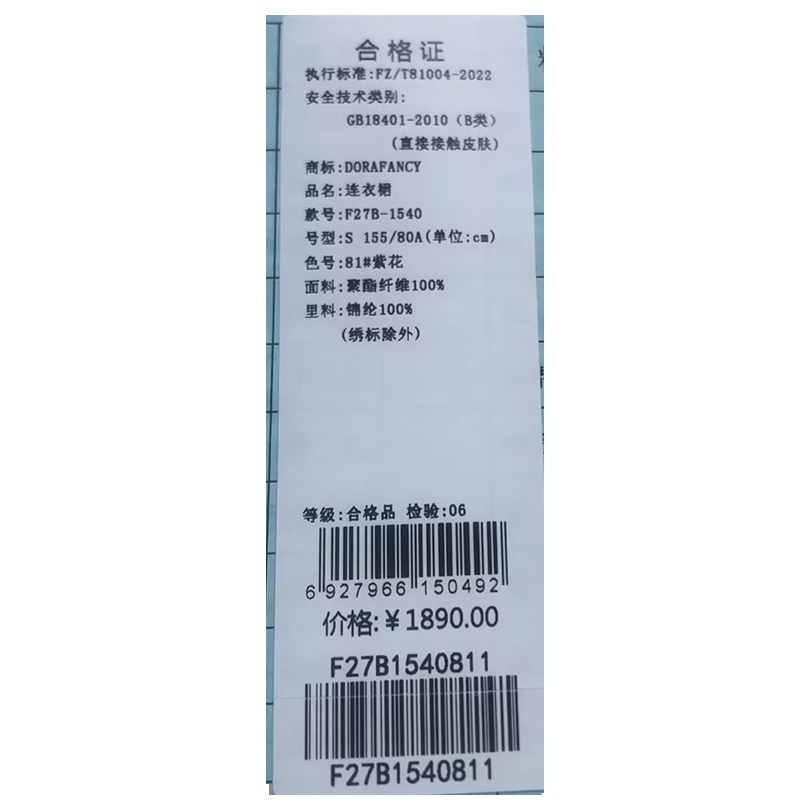 合格证
执行标准:FZ/T81004-2022
安全技术类别:
GB18401-2010（B类）
(直接接触皮肤)
商标:DORAFANCY
品名:连衣裙
款号:F27B-1540
号型:S 155/80A(单位:cm)
色号:81#紫花
面料:聚酯纤维100%
里料:锦纶100%
(绣标除外)
等级:合格品 检验:06
6 927966 150492
价格:¥1890.00
F27B1540811
F27B1540811